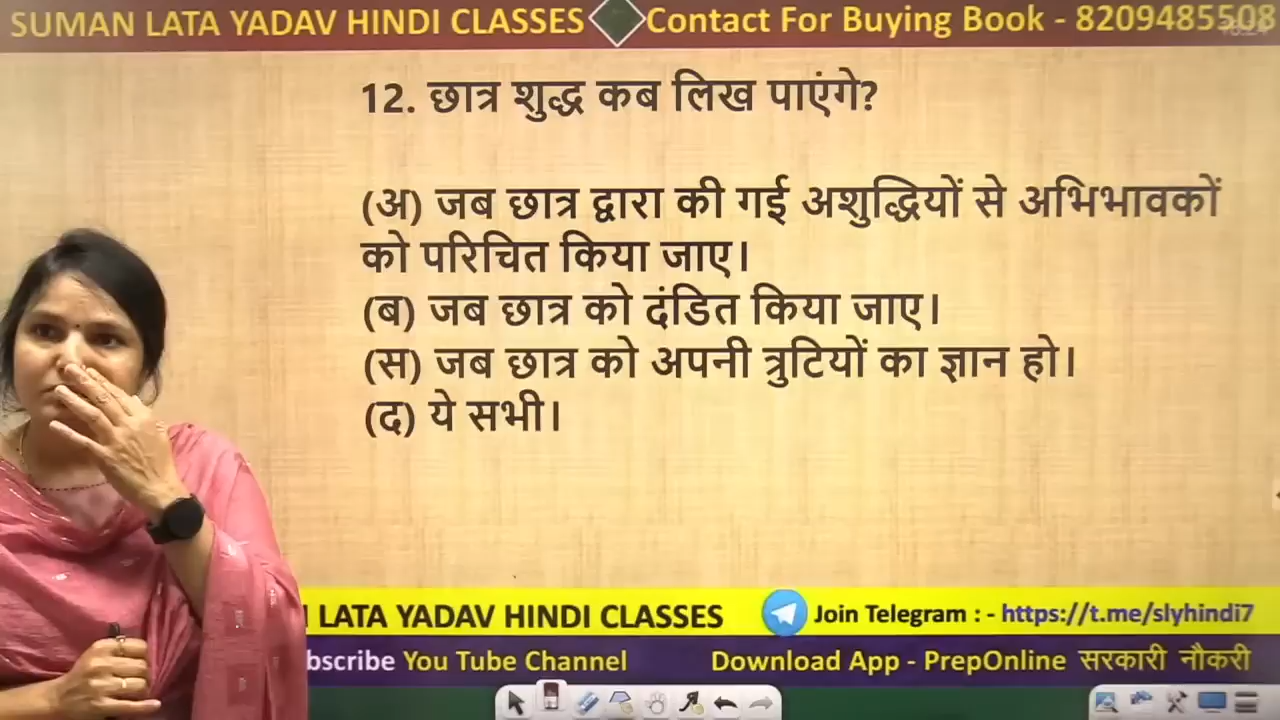 SUMAN LATA YADAV HINDI CLASSES Contact For Buying Book - 8209485508
12. छात्र शुद्ध कब लिख पाएंगे?
(अ) जब छात्र द्वारा की गई अशुद्धियों से अभिभावकों
को परिचित किया जाए।
(ब) जब छात्र को दंडित किया जाए।
(स) जब छात्र को अपनी त्रुटियों का ज्ञान हो।
(द) ये सभी।
LATA YADAV HINDI CLASSES Join Telegram : - https://t.me/slyhindi7
bscribe You Tube Channel Download App - PrepOnline सरकारी नौकरी